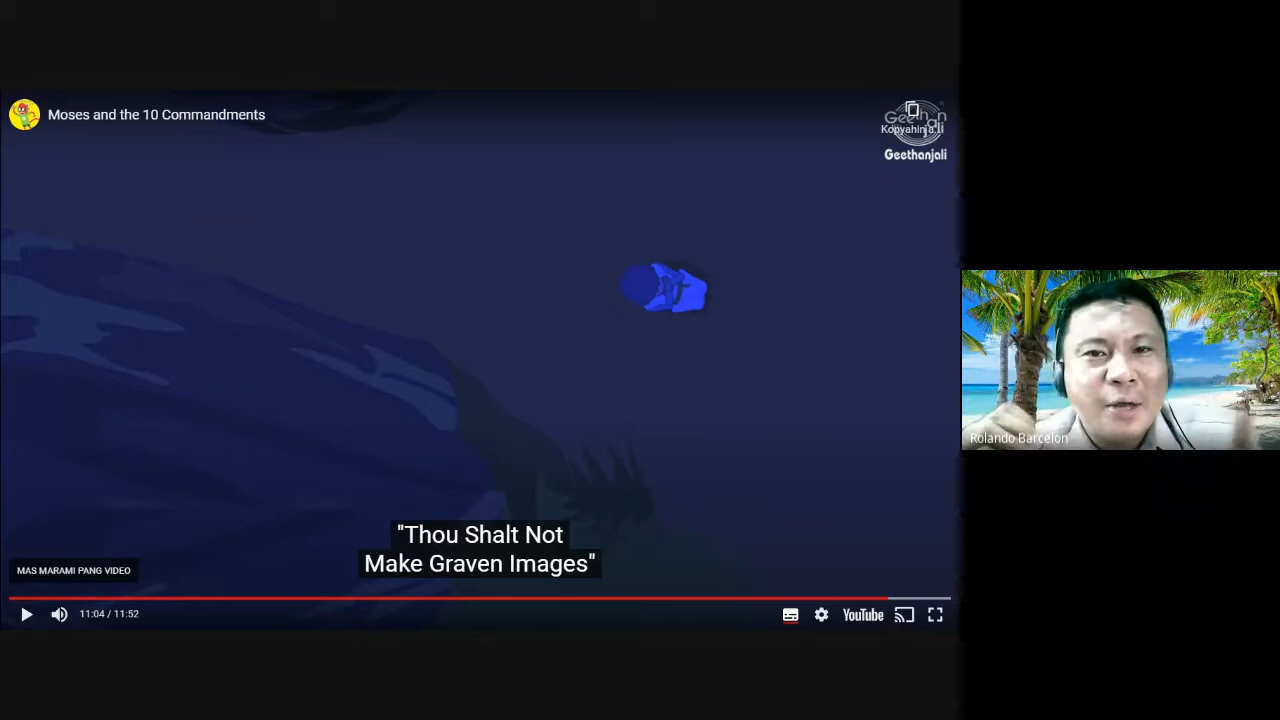 Moses and the 10 Commandments
Geethanjali
Geethanjali
"Thou Shalt Not
Make Graven Images"
MAS MARAMI PANG VIDEO
11:04 / 11:52
YouTube
Rolando Barcelon